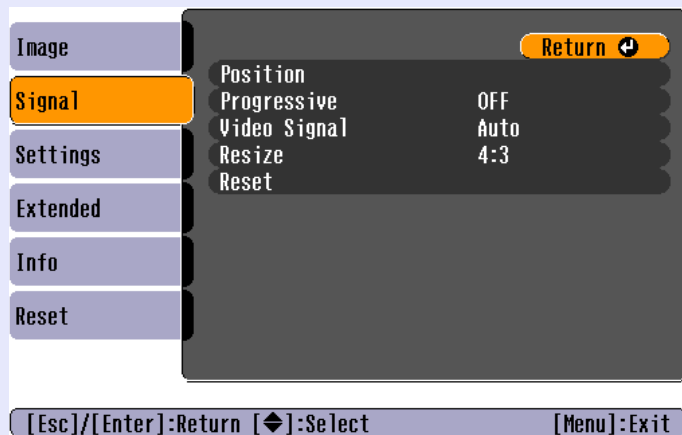 Image
Signal
Settings
Extended
Info
Reset
Return
Position
Progressive OFF
Video Signal Auto
Resize 4:3
Reset
[Esc]/[Enter]:Return [◆]:Select [Menu]:Exit